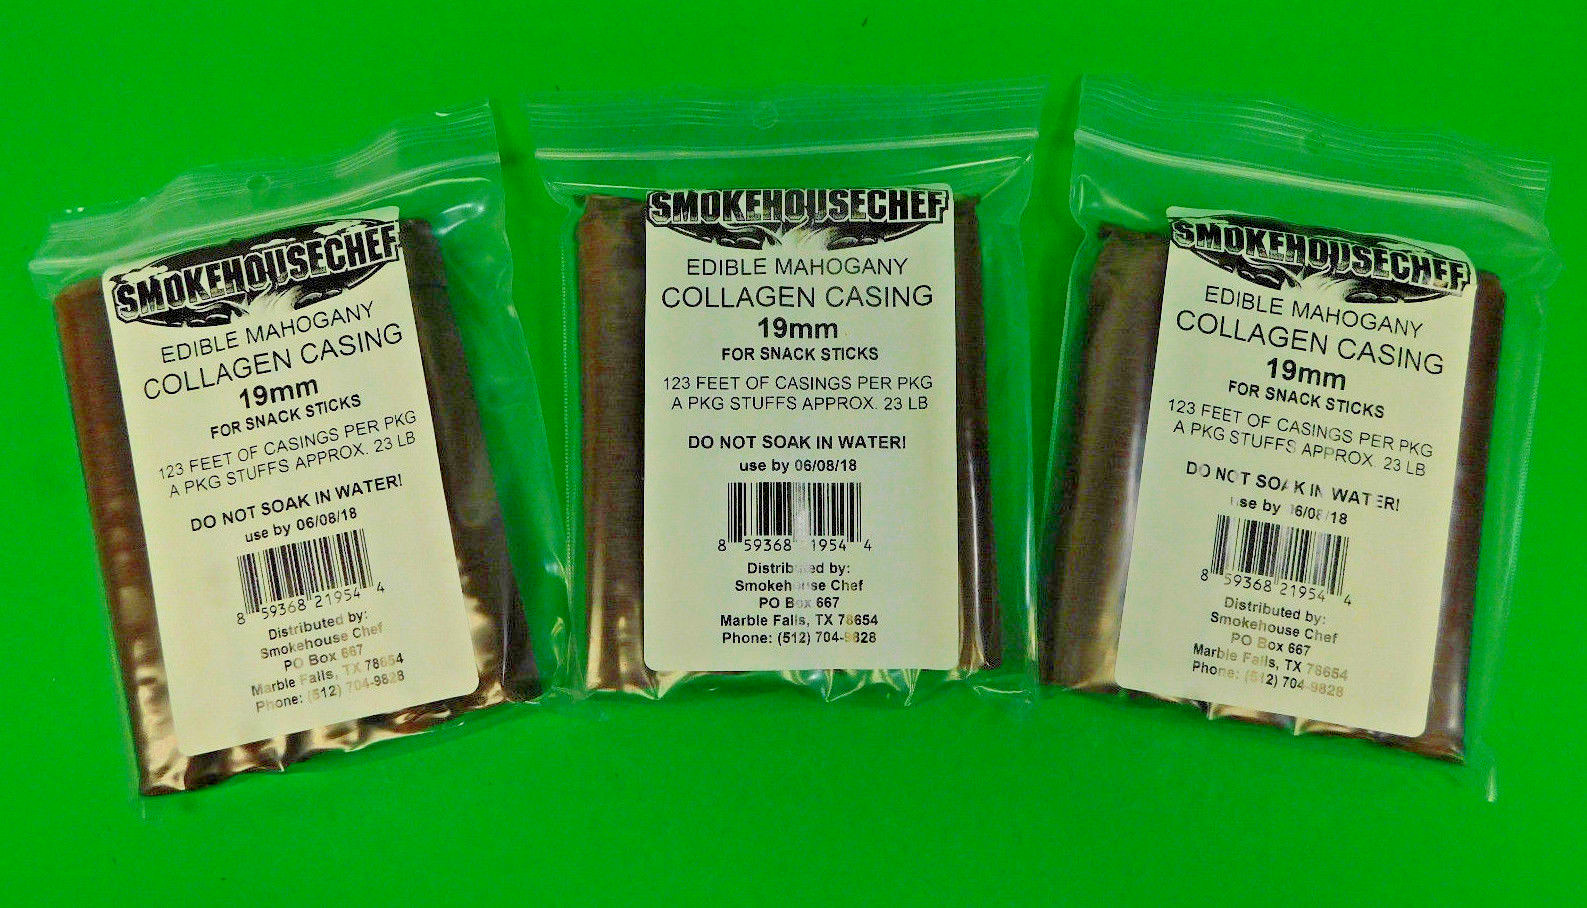 SMOKEHOUSECHEF
EDIBLE MAHOGANY
COLLAGEN CASING
19mm
FOR SNACK STICKS
123 FEET OF CASINGS PER PKG
A PKG STUFFS APPROX. 23 LB
DO NOT SOAK IN WATER!
use by 06/08/18
8 59368 21954 4
Distributed by:
Smokehouse Chef
PO Box 667
Marble Falls, TX 78654
Phone: (512) 704-9828
SMOKEHOUSECHEF
EDIBLE MAHOGANY
COLLAGEN CASING
19mm
FOR SNACK STICKS
123 FEET OF CASINGS PER PKG
A PKG STUFFS APPROX. 23 LB
DO NOT SOAK IN WATER!
use by 06/08/18
8 59368 21954 4
Distributed by:
Smokehouse Chef
PO Box 667
Marble Falls, TX 78654
Phone: (512) 704-9828
SMOKEHOUSECHEF
EDIBLE MAHOGANY
COLLAGEN CASING
19mm
FOR SNACK STICKS
123 FEET OF CASINGS PER PKG
A PKG STUFFS APPROX. 23 LB
DO NOT SOAK IN WATER!
use by 06/08/18
8 59368 21954 4
Distributed by:
Smokehouse Chef
PO Box 667
Marble Falls, TX 78654
Phone: (512) 704-9828